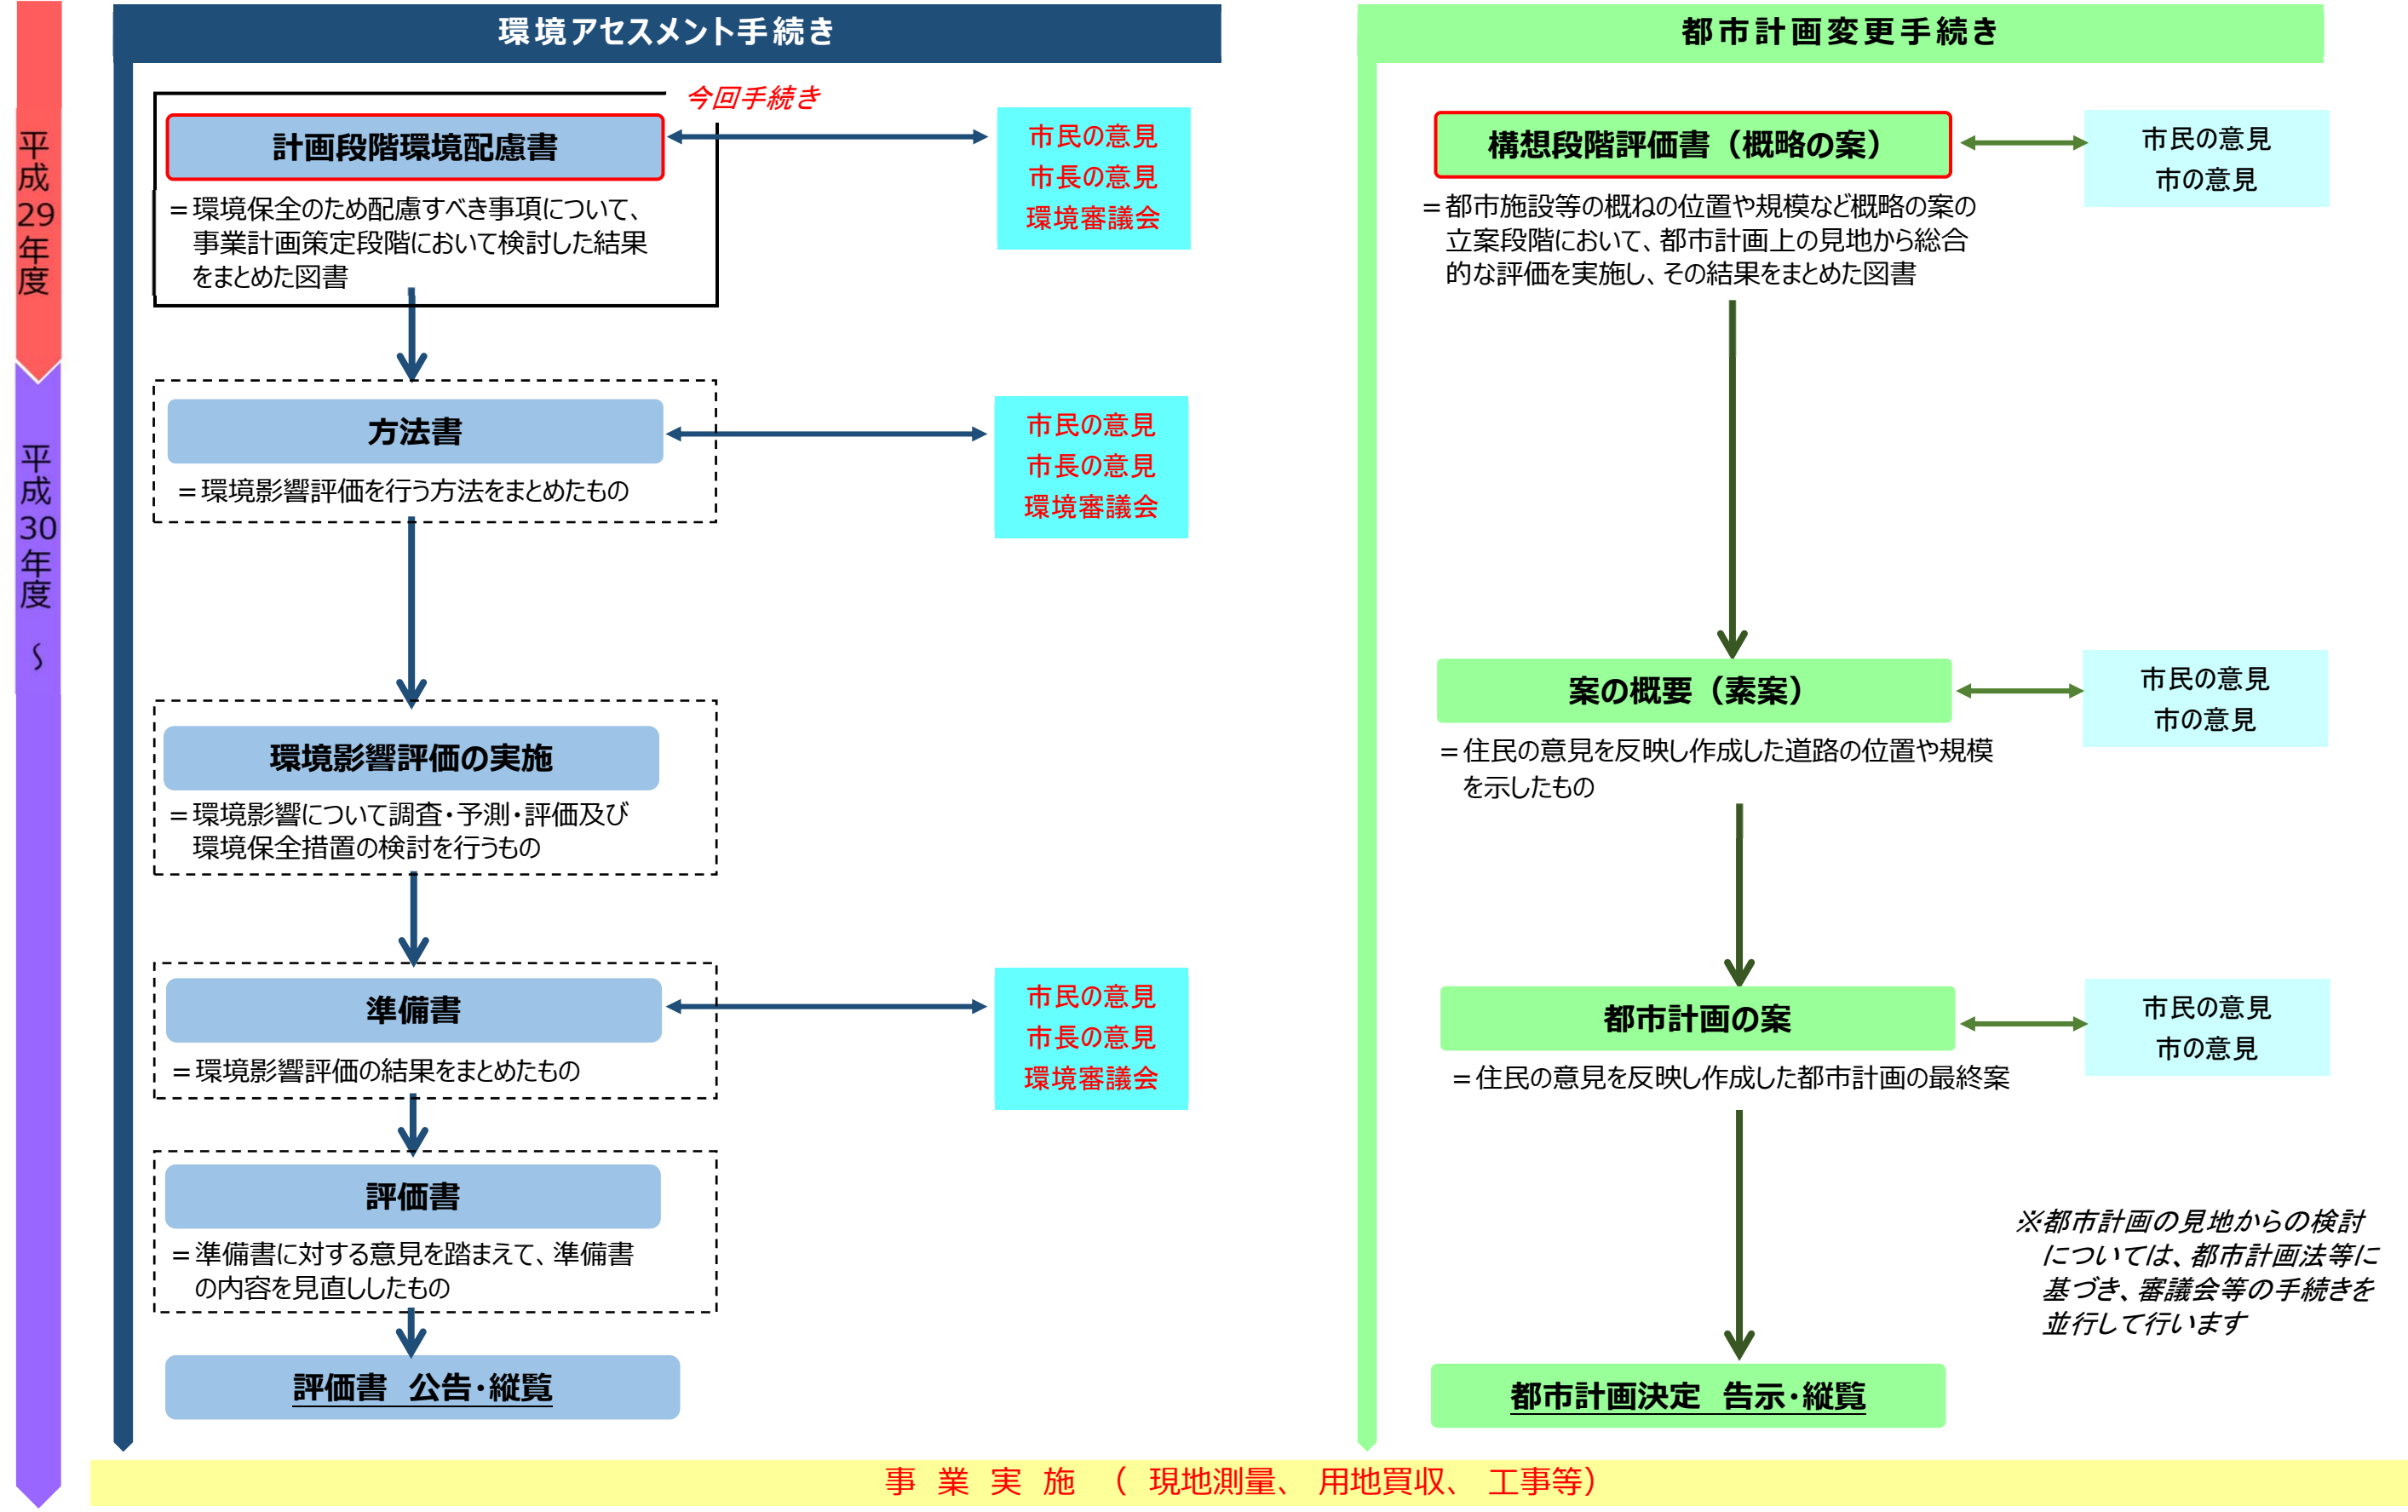 平成29年度
平成30年度 ～
環境アセスメント手続き
今回手続き
計画段階環境配慮書
＝環境保全のため配慮すべき事項について、
事業計画策定段階において検討した結果
をまとめた図書
市民の意見
市長の意見
環境審議会
方法書
＝環境影響評価を行う方法をまとめたもの
市民の意見
市長の意見
環境審議会
環境影響評価の実施
＝環境影響について調査・予測・評価及び
環境保全措置の検討を行うもの
準備書
＝環境影響評価の結果をまとめたもの
市民の意見
市長の意見
環境審議会
評価書
＝準備書に対する意見を踏まえて、準備書
の内容を見直ししたもの
評価書　公告・縦覧
都市計画変更手続き
構想段階評価書（概略の案）
＝都市施設等の概ねの位置や規模など概略の案の
立案段階において、都市計画上の見地から総合
的な評価を実施し、その結果をまとめた図書
市民の意見
市の意見
案の概要（素案）
＝住民の意見を反映し作成した道路の位置や規模
を示したもの
市民の意見
市の意見
都市計画の案
＝住民の意見を反映し作成した都市計画の最終案
市民の意見
市の意見
※都市計画の見地からの検討
については、都市計画法等に
基づき、審議会等の手続きを
並行して行います
都市計画決定　告示・縦覧
事 業 実 施 （ 現地測量、 用地買収、 工事等）